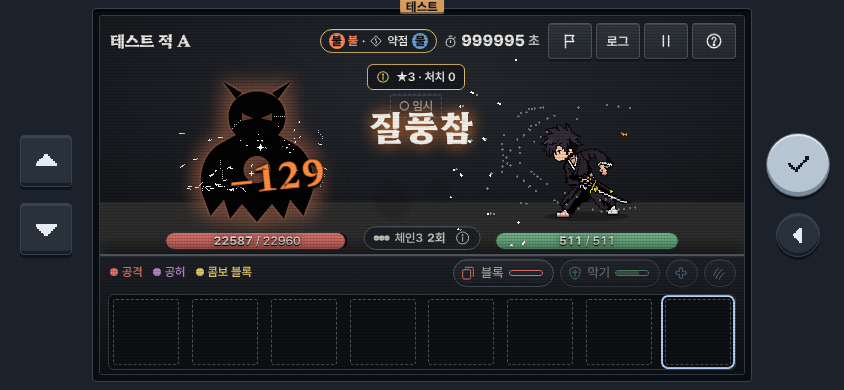 테스트
테스트 적 A
불 불 · 약점 물
999995 초
로그
★3 · 처치 0
임시
질풍참
–129
22587 / 22960
체인3 2회
511 / 511
공격 공허 콤보 블록
블록
막기